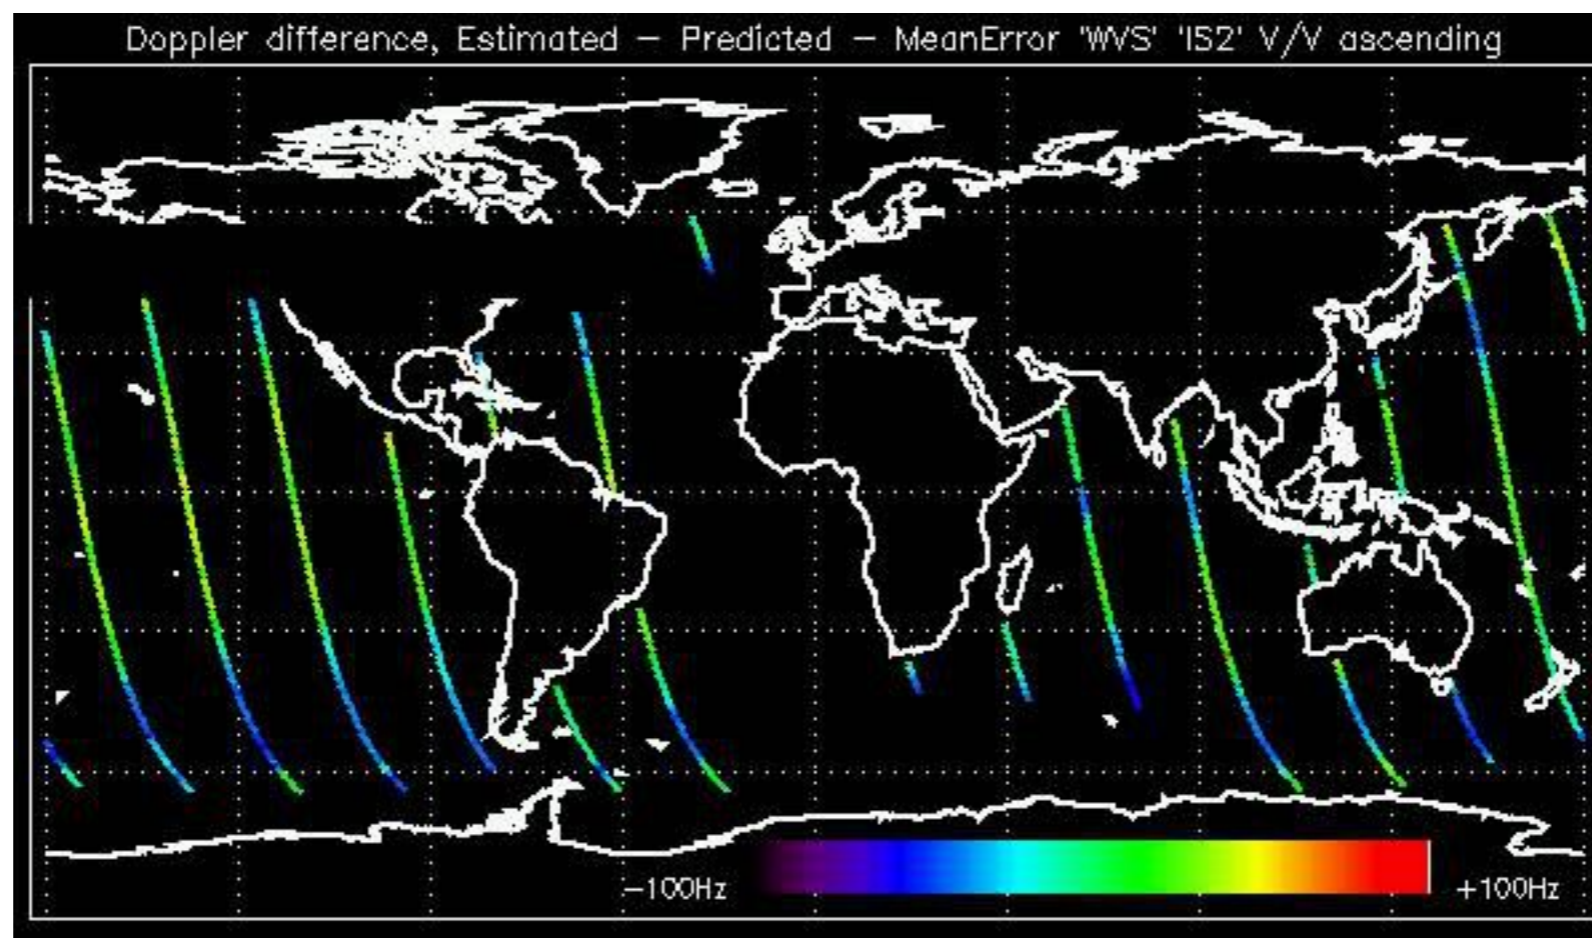 Doppler difference, Estimated - Predicted - MeanError 'WVS' 'IS2' V/V ascending
-100Hz
+100Hz